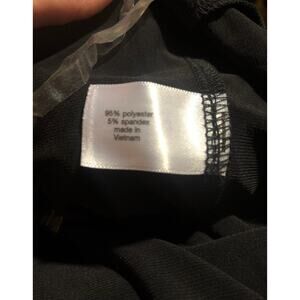 95% polyester
5% spandex
made in
Vietnam